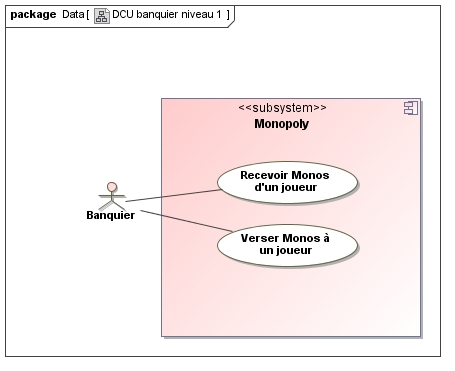 package Data [ DCU banquier niveau 1 ]
<<subsystem>>
Monopoly
Recevoir Monos
d'un joueur
Banquier
Verser Monos à
un joueur